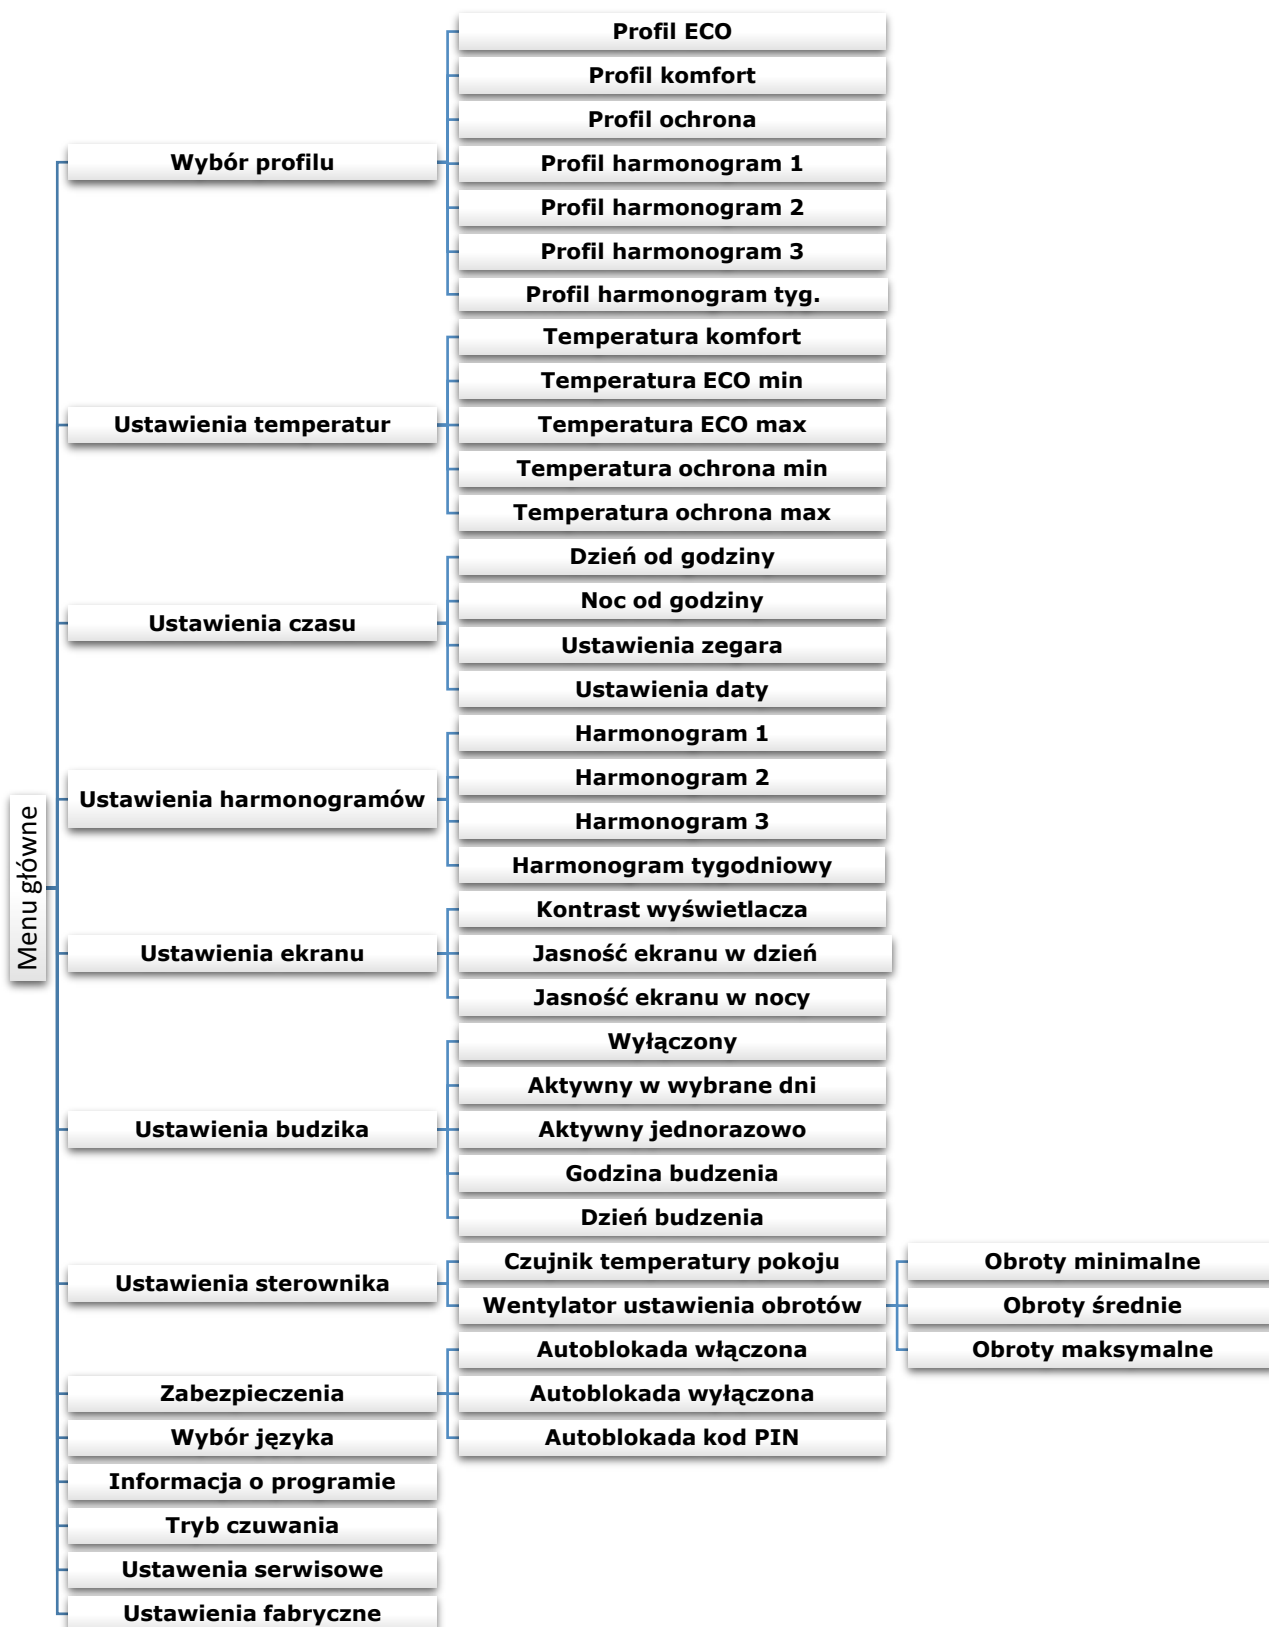 Menu główne
Wybór profilu
Profil ECO
Profil komfort
Profil ochrona
Profil harmonogram 1
Profil harmonogram 2
Profil harmonogram 3
Profil harmonogram tyg.
Ustawienia temperatur
Temperatura komfort
Temperatura ECO min
Temperatura ECO max
Temperatura ochrona min
Temperatura ochrona max
Ustawienia czasu
Dzień od godziny
Noc od godziny
Ustawienia zegara
Ustawienia daty
Ustawienia harmonogramów
Harmonogram 1
Harmonogram 2
Harmonogram 3
Harmonogram tygodniowy
Ustawienia ekranu
Kontrast wyświetlacza
Jasność ekranu w dzień
Jasność ekranu w nocy
Ustawienia budzika
Wyłączony
Aktywny w wybrane dni
Aktywny jednorazowo
Godzina budzenia
Dzień budzenia
Ustawienia sterownika
Czujnik temperatury pokoju
Wentylator ustawienia obrotów
Obroty minimalne
Obroty średnie
Obroty maksymalne
Zabezpieczenia
Autoblokada włączona
Autoblokada wyłączona
Autoblokada kod PIN
Wybór języka
Informacja o programie
Tryb czuwania
Ustawenia serwisowe
Ustawienia fabryczne